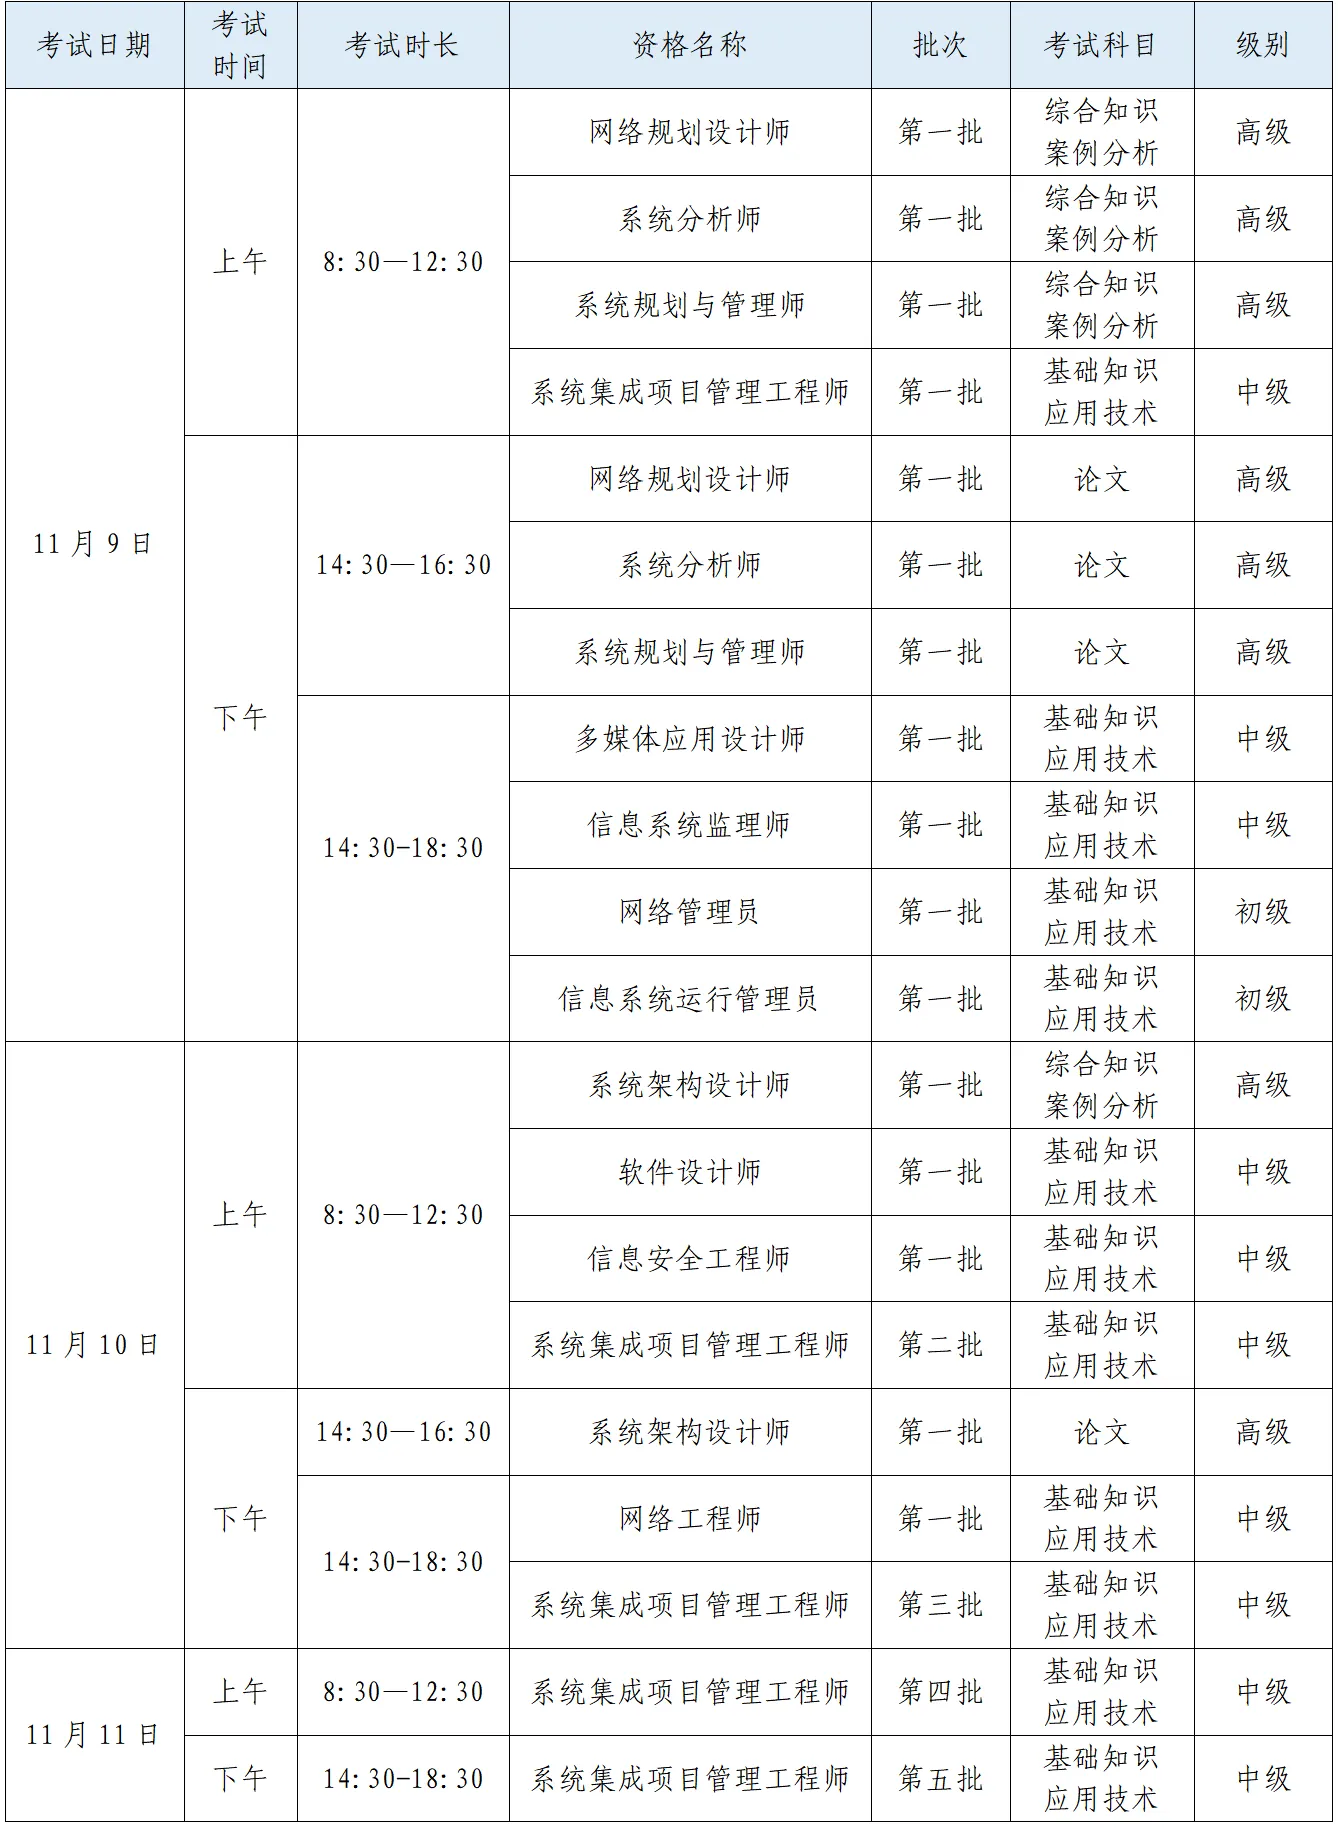 考试日期 考试时间 考试时长 资格名称 批次 考试科目 级别
11月9日
上午
8:30—12:30
网络规划设计师 第一批 综合知识 高级
案例分析
系统分析师 第一批 综合知识 高级
案例分析
系统规划与管理师 第一批 综合知识 高级
案例分析
系统集成项目管理工程师 第一批 基础知识 中级
应用技术
下午
14:30—16:30
网络规划设计师 第一批 论文 高级
系统分析师 第一批 论文 高级
系统规划与管理师 第一批 论文 高级
14:30-18:30
多媒体应用设计师 第一批 基础知识 中级
应用技术
信息系统监理师 第一批 基础知识 中级
应用技术
网络管理员 第一批 基础知识 初级
应用技术
信息系统运行管理员 第一批 基础知识 初级
应用技术
11月10日
上午
8:30—12:30
系统架构设计师 第一批 综合知识 高级
案例分析
软件设计师 第一批 基础知识 中级
应用技术
信息安全工程师 第一批 基础知识 中级
应用技术
系统集成项目管理工程师 第二批 基础知识 中级
应用技术
下午
14:30—16:30 系统架构设计师 第一批 论文 高级
14:30-18:30
网络工程师 第一批 基础知识 中级
应用技术
系统集成项目管理工程师 第三批 基础知识 中级
应用技术
11月11日
上午 8:30—12:30 系统集成项目管理工程师 第四批 基础知识 中级
应用技术
下午 14:30-18:30 系统集成项目管理工程师 第五批 基础知识 中级
应用技术